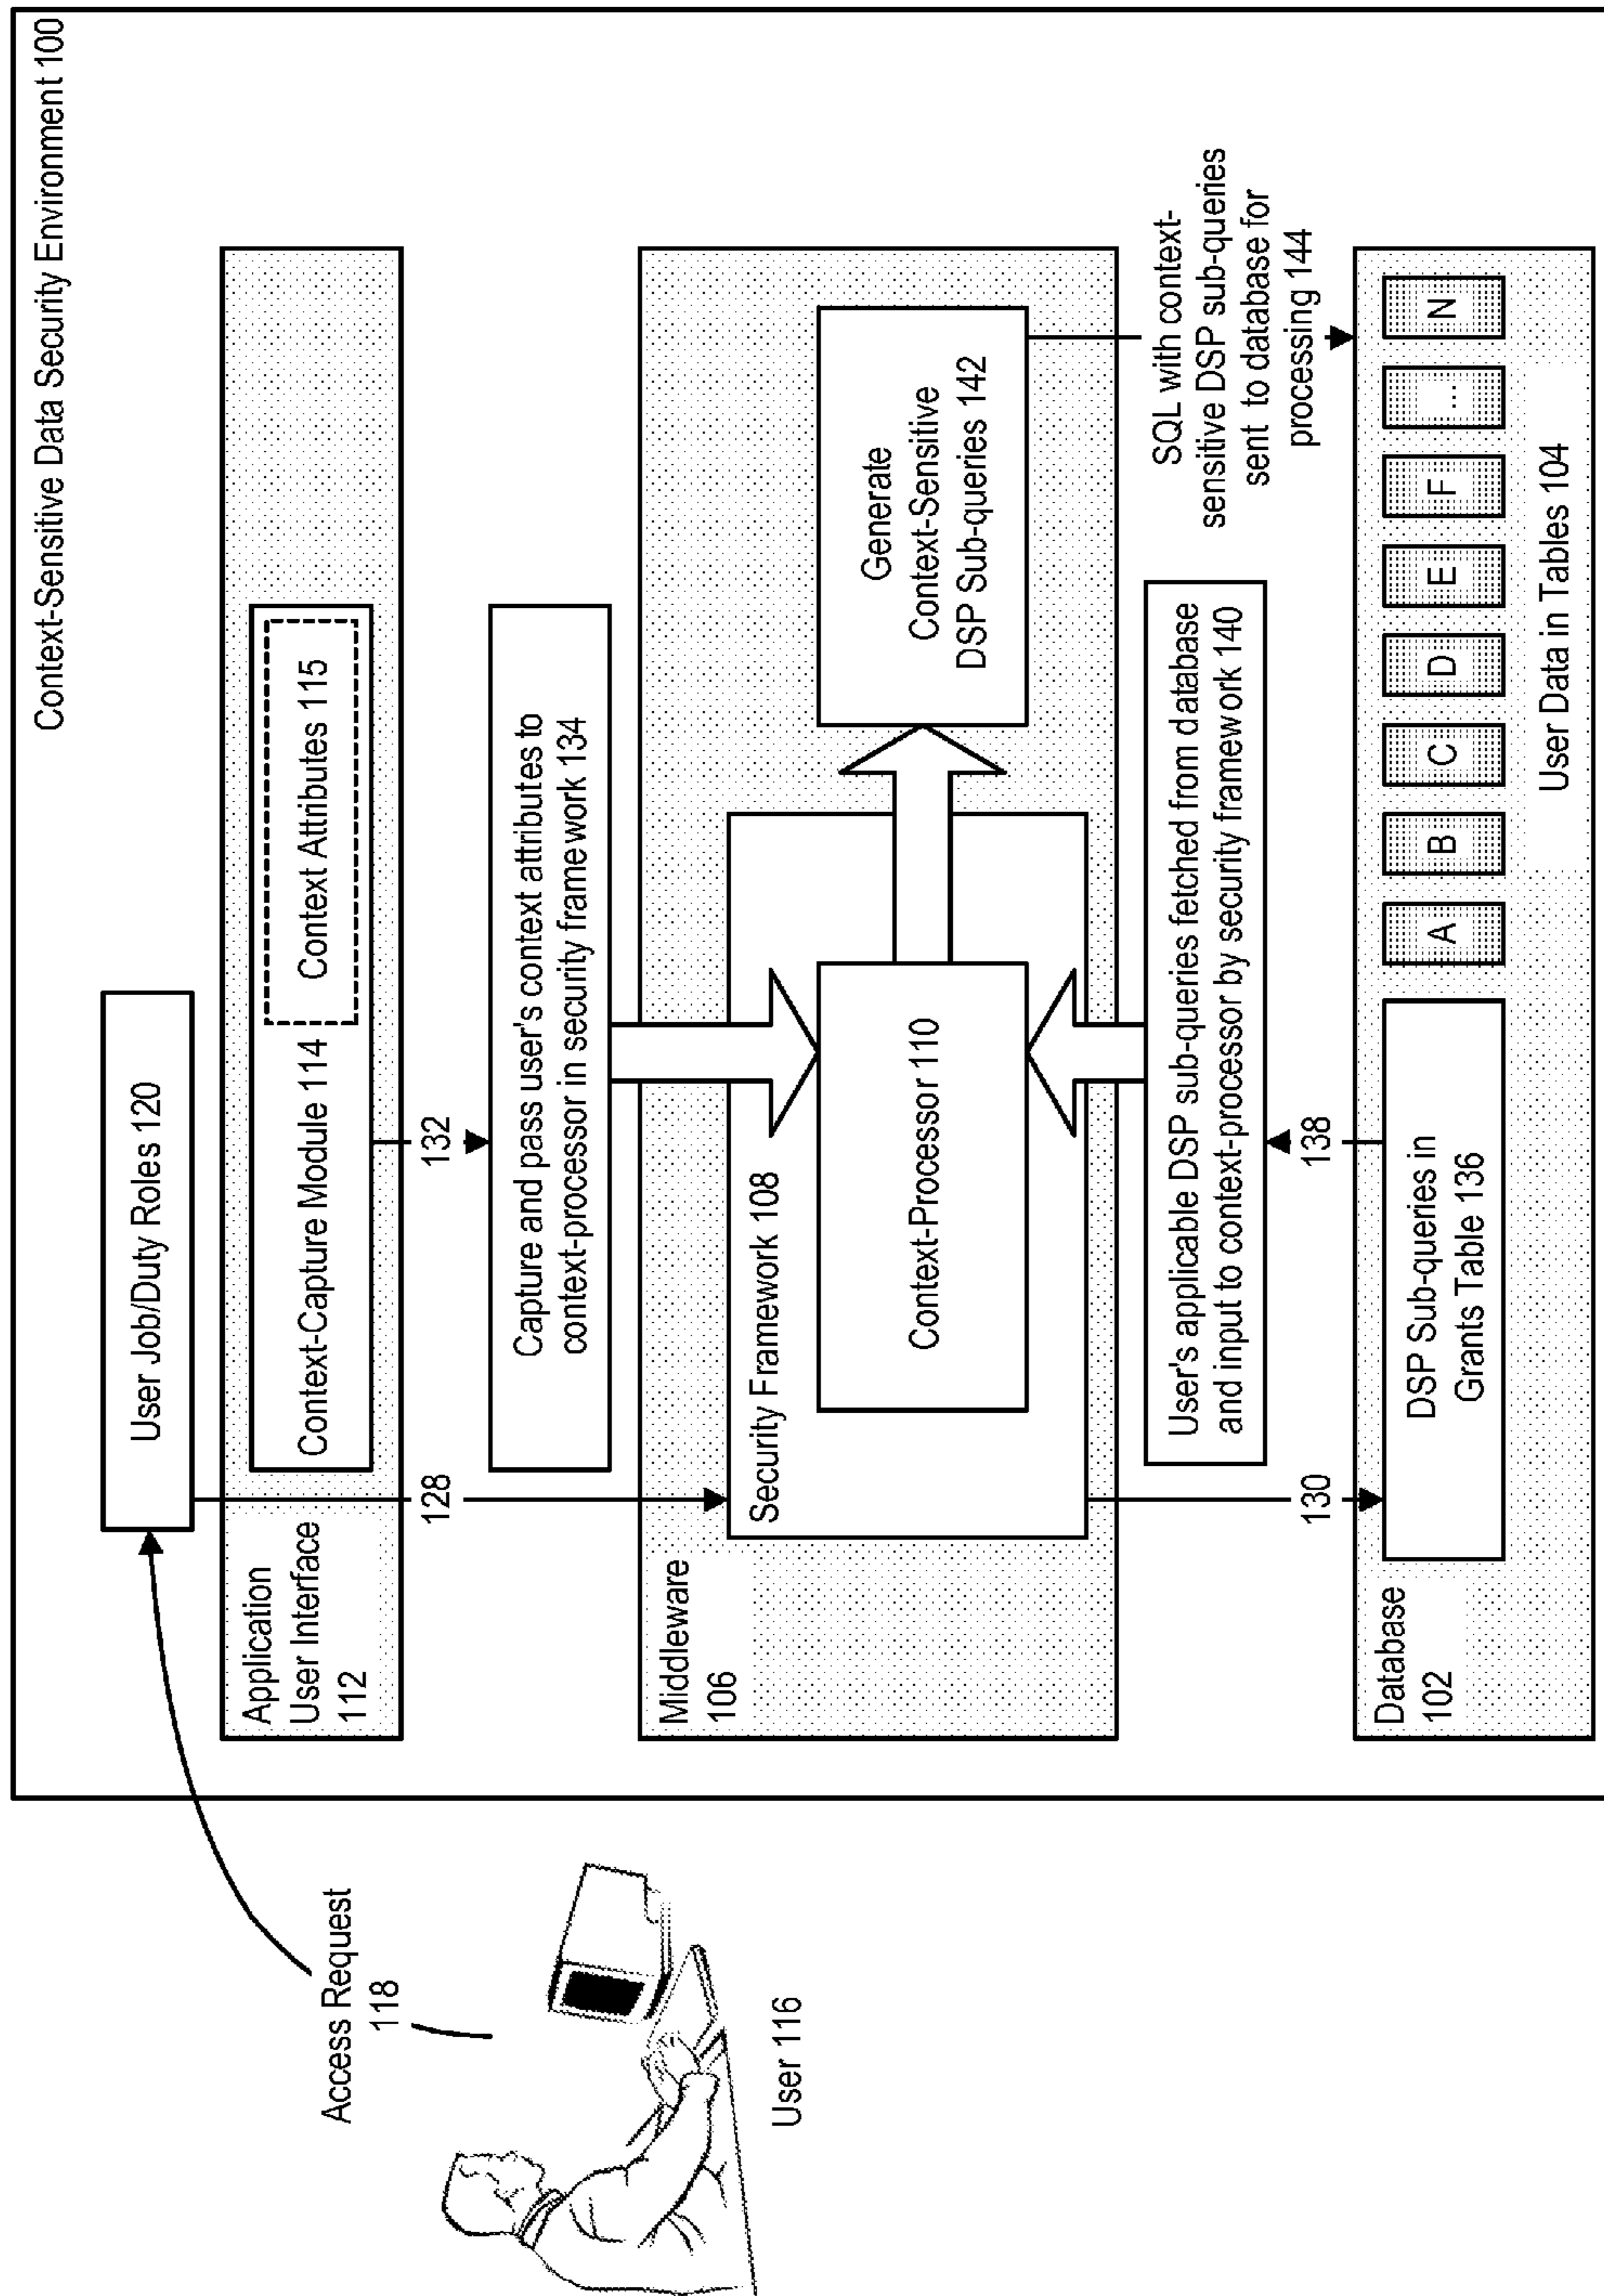 Context-Sensitive Data Security Environment 100
Access Request
118
User 116
User Job/Duty Roles 120
Application
User Interface
112
Context-Capture Module 114
Context Attributes 115
128
132
Capture and pass user's context attributes to
context-processor in security framework 134
Middleware
106
Security Framework 108
Context-Processor 110
Generate
Context-Sensitive
DSP Sub-queries 142
User's applicable DSP sub-queries fetched from database
and input to context-processor by security framework 140
SQL with context-
sensitive DSP sub-queries
sent to database for
processing 144
130
138
Database
102
DSP Sub-queries in
Grants Table 136
A B C D E F ... N
User Data in Tables 104